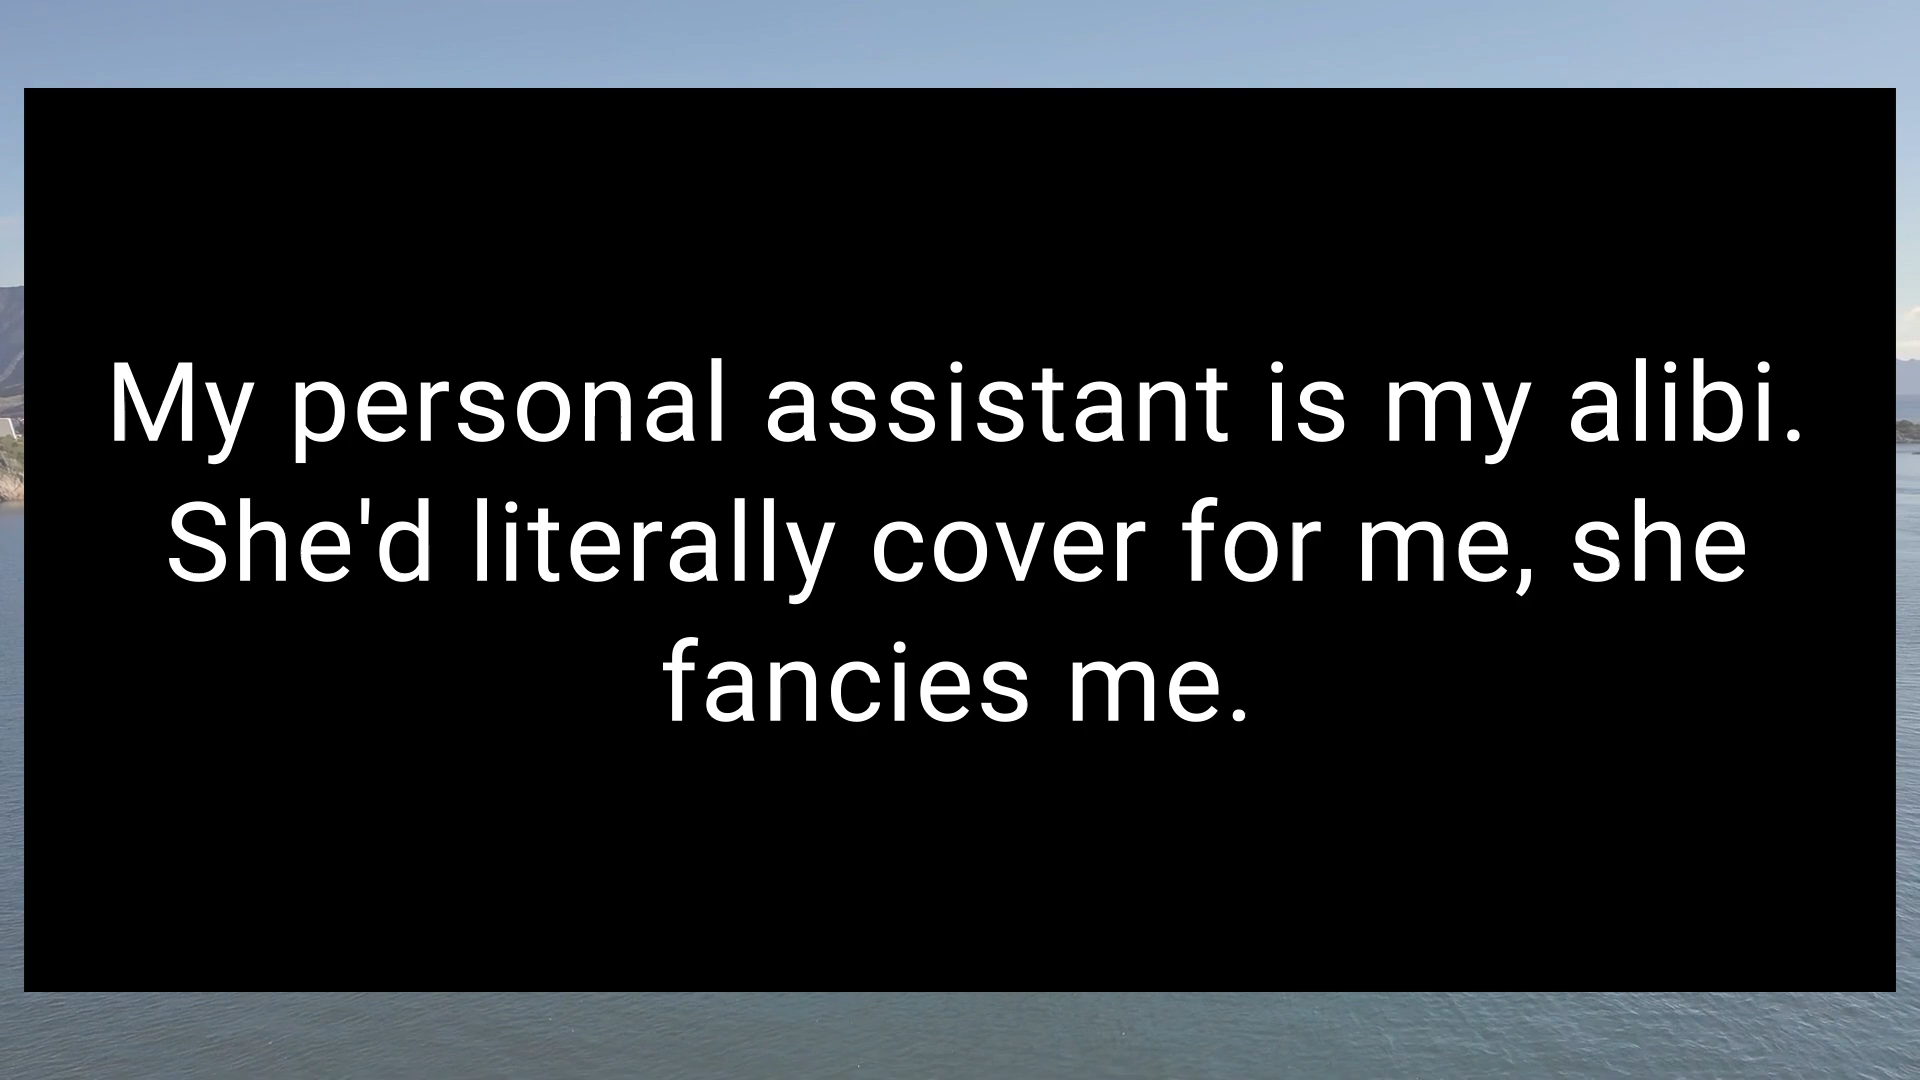 My personal assistant is my alibi.
She'd literally cover for me, she
fancies me.